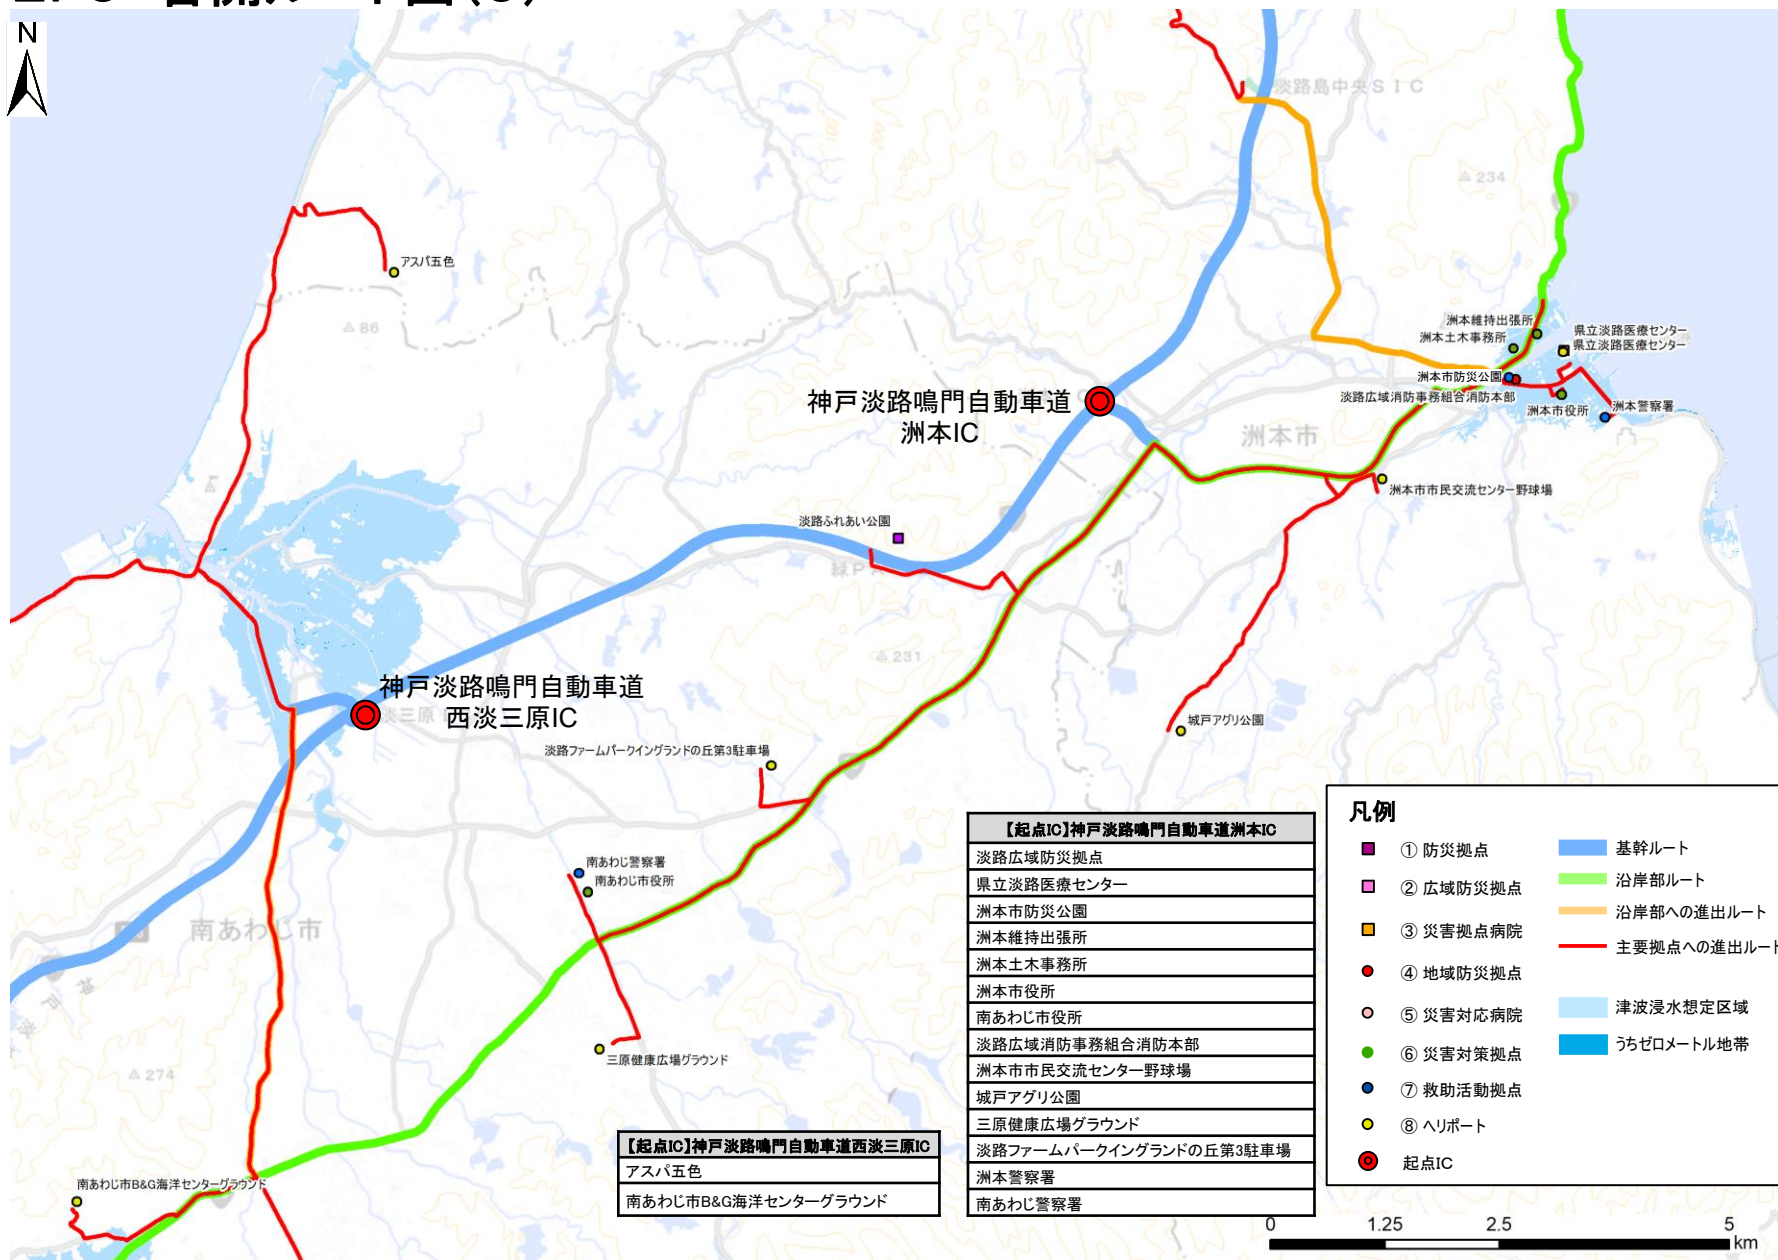 N
淡路島中央SIC
234
アスパ五色
86
洲本維持出張所
洲本土木事務所
県立淡路医療センター
県立淡路医療センター
洲本市防災公園
淡路広域消防事務組合消防本部
洲本市役所
洲本警察署
神戸淡路鳴門自動車道
洲本IC
洲本市
洲本市市民交流センター野球場
淡路ふれあい公園
緑P
231
神戸淡路鳴門自動車道
西淡三原IC
淡三原
城戸アグリ公園
淡路ファームパークイングランドの丘第3駐車場
南あわじ警察署
南あわじ市役所
南あわじ市
三原健康広場グラウンド
274
南あわじ市B&G海洋センターグラウンド
【起点IC】神戸淡路鳴門自動車道西淡三原IC
アスパ五色
南あわじ市B&G海洋センターグラウンド
【起点IC】神戸淡路鳴門自動車道洲本IC
淡路広域防災拠点
県立淡路医療センター
洲本市防災公園
洲本維持出張所
洲本土木事務所
洲本市役所
南あわじ市役所
淡路広域消防事務組合消防本部
洲本市市民交流センター野球場
城戸アグリ公園
三原健康広場グラウンド
淡路ファームパークイングランドの丘第3駐車場
洲本警察署
南あわじ警察署
凡例
① 防災拠点
② 広域防災拠点
③ 災害拠点病院
④ 地域防災拠点
⑤ 災害対応病院
⑥ 災害対策拠点
⑦ 救助活動拠点
⑧ ヘリポート
起点IC
基幹ルート
沿岸部ルート
沿岸部への進出ルート
主要拠点への進出ルート
津波浸水想定区域
うちゼロメートル地帯
0 1.25 2.5 5
km